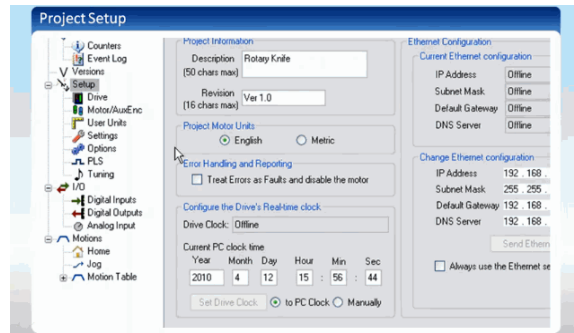 Project Setup
Counters
Event Log
Versions
Setup
Drive
Motor/AuxEnc
User Units
Settings
Options
PLS
Tuning
I/O
Digital Inputs
Digital Outputs
Analog Input
Motions
Home
Jog
Motion Table
Project Information
Description Rotary Knife
(50 chars max)
Revision Ver 1.0
(16 chars max)
Project Motor Units
English Metric
Error Handling and Reporting
Treat Errors as Faults and disable the motor
Configure the Drive's Real-time clock
Drive Clock: Offline
Current PC clock time
Year Month Day Hour Min Sec
2010 4 12 15 : 56 : 44
Set Drive Clock to PC Clock Manually
Ethernet Configuration
Current Ethernet configuration
IP Address Offline
Subnet Mask Offline
Default Gateway Offline
DNS Server Offline
Change Ethernet configuration
IP Address 192 . 168 .
Subnet Mask 255 . 255 .
Default Gateway 192 . 168 .
DNS Server 192 . 168 .
Send Ethern
Always use the Ethernet se